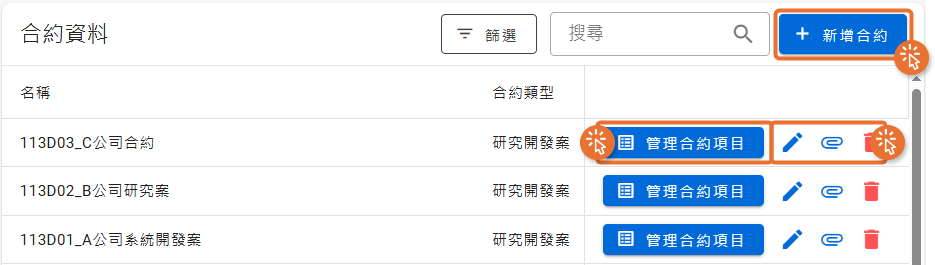 合約資料 篩選 搜尋 新增合約
名稱 合約類型
113D03_C公司合約 研究開發案 管理合約項目
113D02_B公司研究案 研究開發案 管理合約項目
113D01_A公司系統開發案 研究開發案 管理合約項目